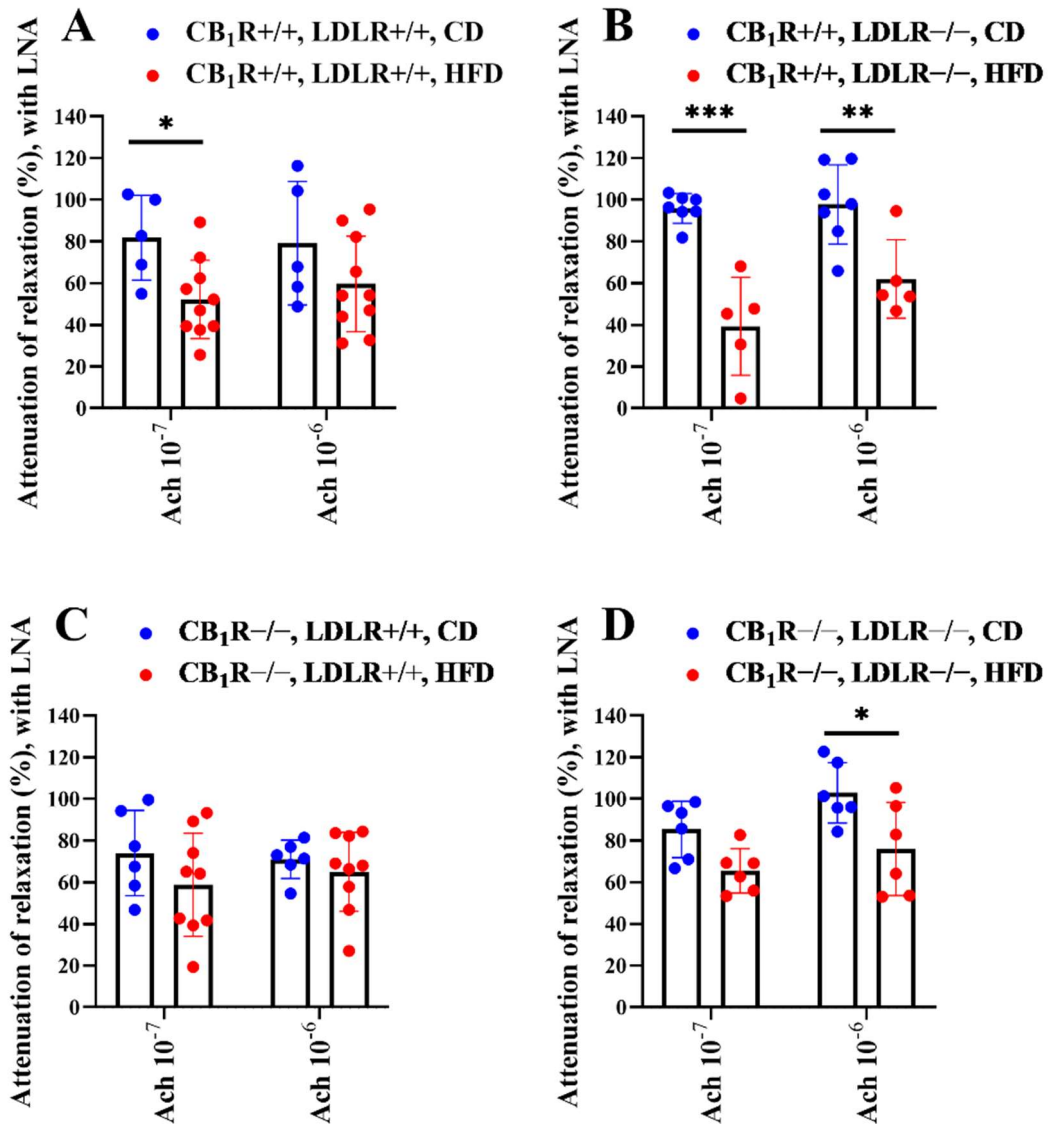 A
CB₁R+/+, LDLR+/+, CD
CB₁R+/+, LDLR+/+, HFD
Attenuation of relaxation (%), with LNA
140
120
100
80
60
40
20
0
*
Ach 10⁻⁷
Ach 10⁻⁶
B
CB₁R+/+, LDLR−/−, CD
CB₁R+/+, LDLR−/−, HFD
Attenuation of relaxation (%), with LNA
140
120
100
80
60
40
20
0
***
**
Ach 10⁻⁷
Ach 10⁻⁶
C
CB₁R−/−, LDLR+/+, CD
CB₁R−/−, LDLR+/+, HFD
Attenuation of relaxation (%), with LNA
140
120
100
80
60
40
20
0
Ach 10⁻⁷
Ach 10⁻⁶
D
CB₁R−/−, LDLR−/−, CD
CB₁R−/−, LDLR−/−, HFD
Attenuation of relaxation (%), with LNA
140
120
100
80
60
40
20
0
*
Ach 10⁻⁷
Ach 10⁻⁶